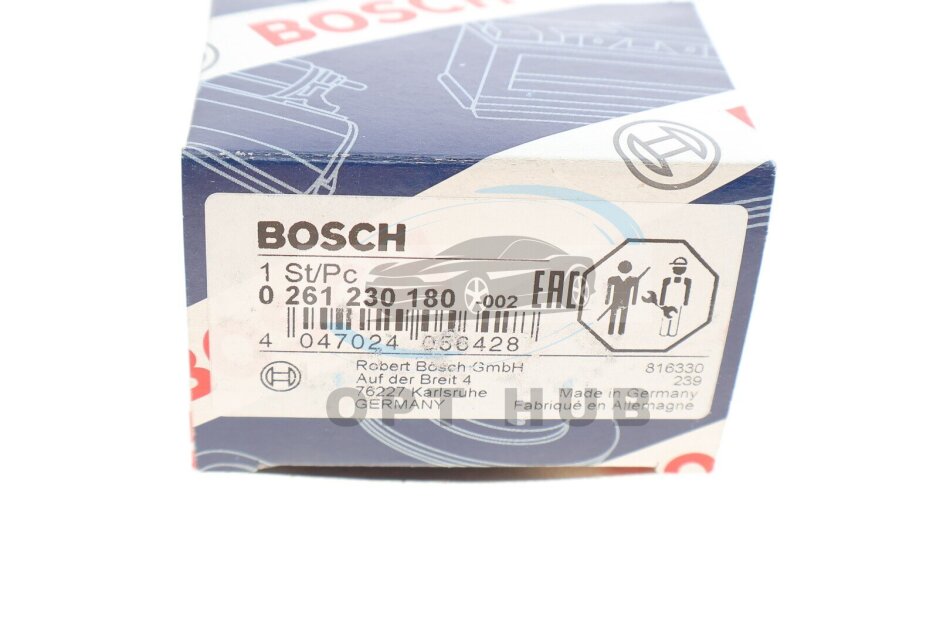 BOSCH
BOSCH
1 St/Pc
0 261 230 180 -002
EAC
4 047024 056428
Robert Bosch GmbH
Auf der Breit 4
76227 Karlsruhe
GERMANY
816330
239
Made in Germany
Fabriqué en Allemagne
OPT HUB